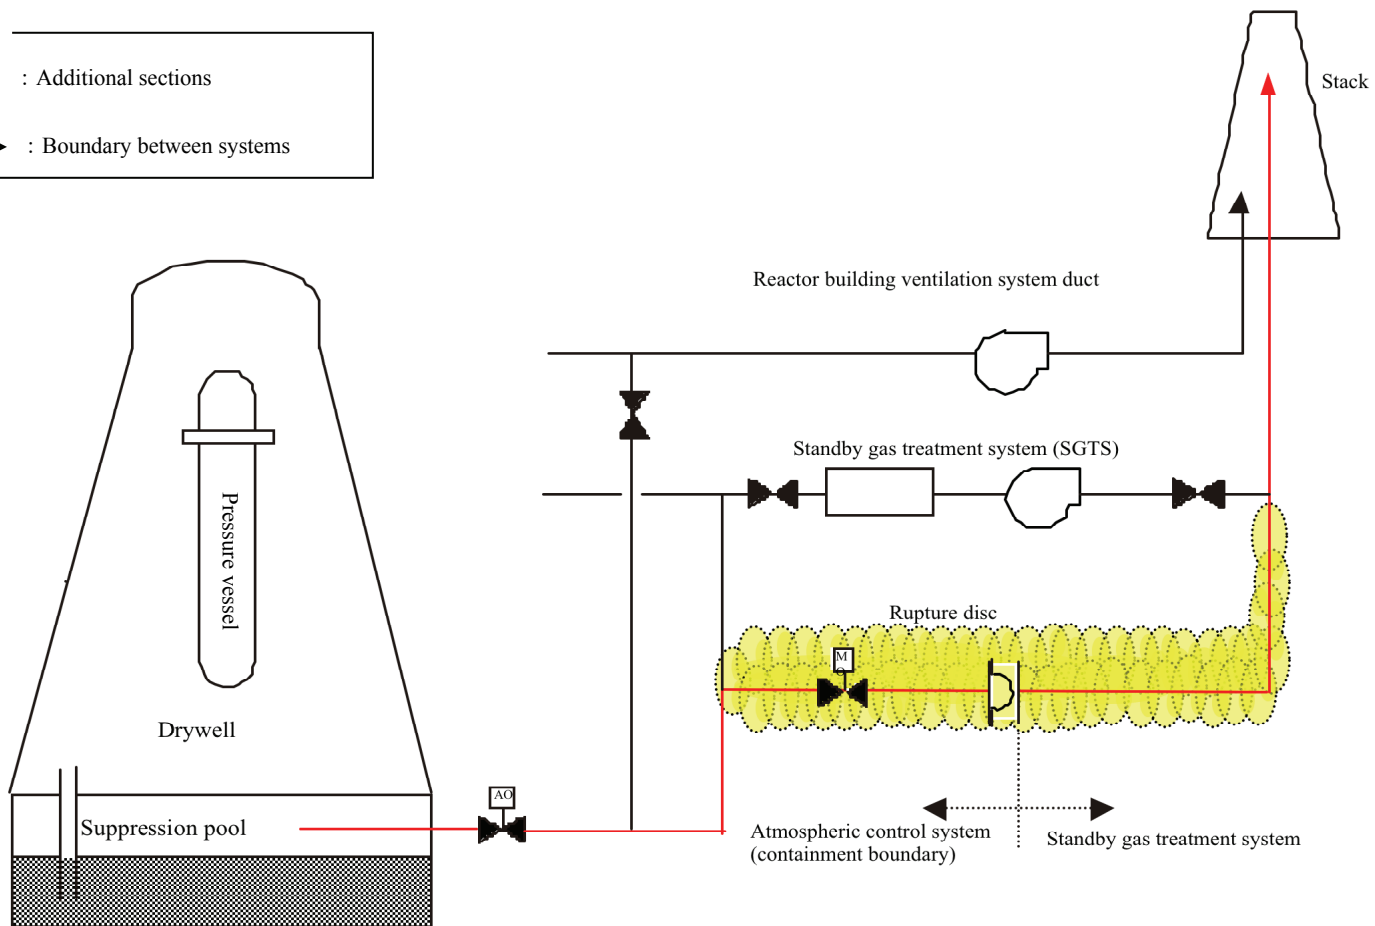 : Additional sections
: Boundary between systems
Stack
Reactor building ventilation system duct
Standby gas treatment system (SGTS)
Pressure vessel
Rupture disc
M
O
Drywell
AO
Suppression pool
Atmospheric control system
(containment boundary)
Standby gas treatment system